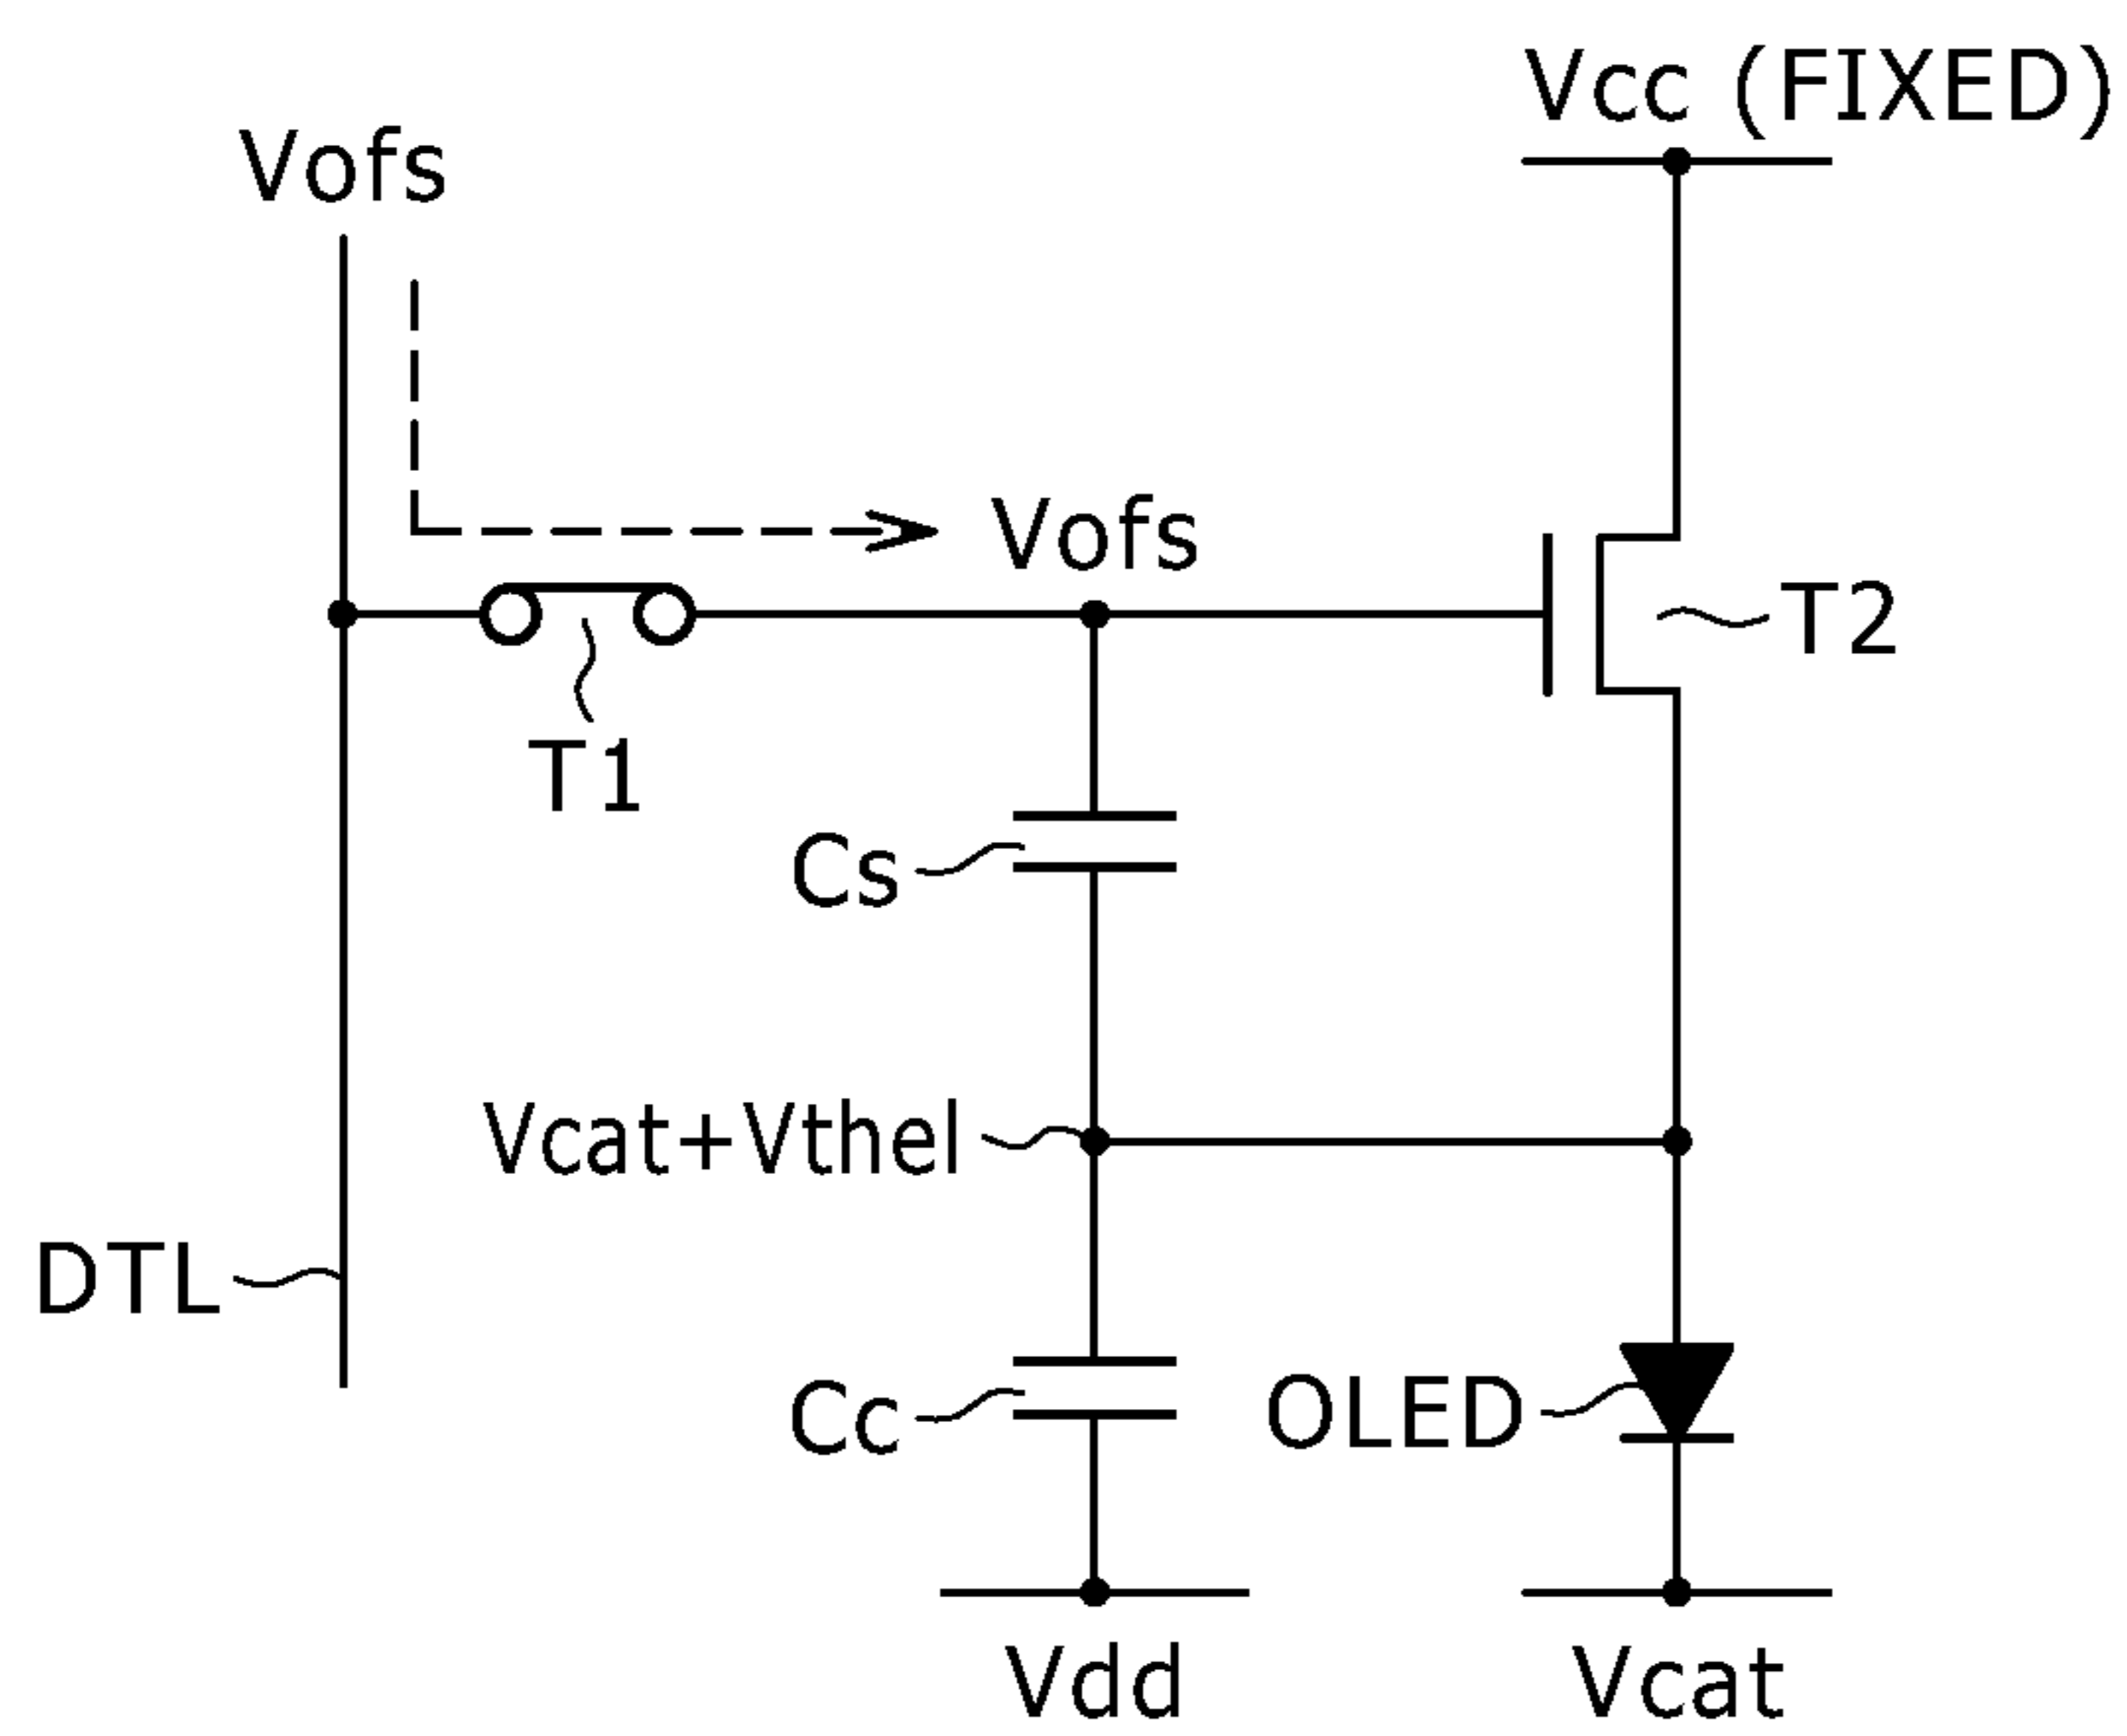 Vcc (FIXED)
Vofs
Vofs
T2
T1
Cs
Vcat+Vthel
DTL
Cc
OLED
Vdd
Vcat